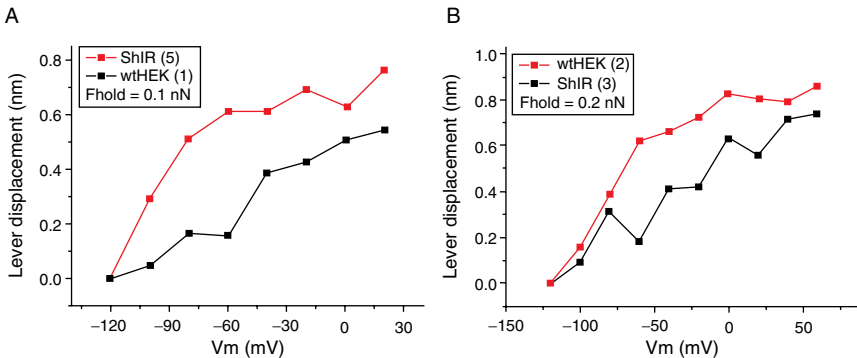 A
ShIR (5)
wtHEK (1)
Fhold = 0.1 nN
Lever displacement (nm)
0.8
0.6
0.4
0.2
0.0
−120 −90 −60 −30 0 30
Vm (mV)
B
wtHEK (2)
ShIR (3)
Fhold = 0.2 nN
Lever displacement (nm)
1.0
0.8
0.6
0.4
0.2
0.0
−150 −100 −50 0 50
Vm (mV)